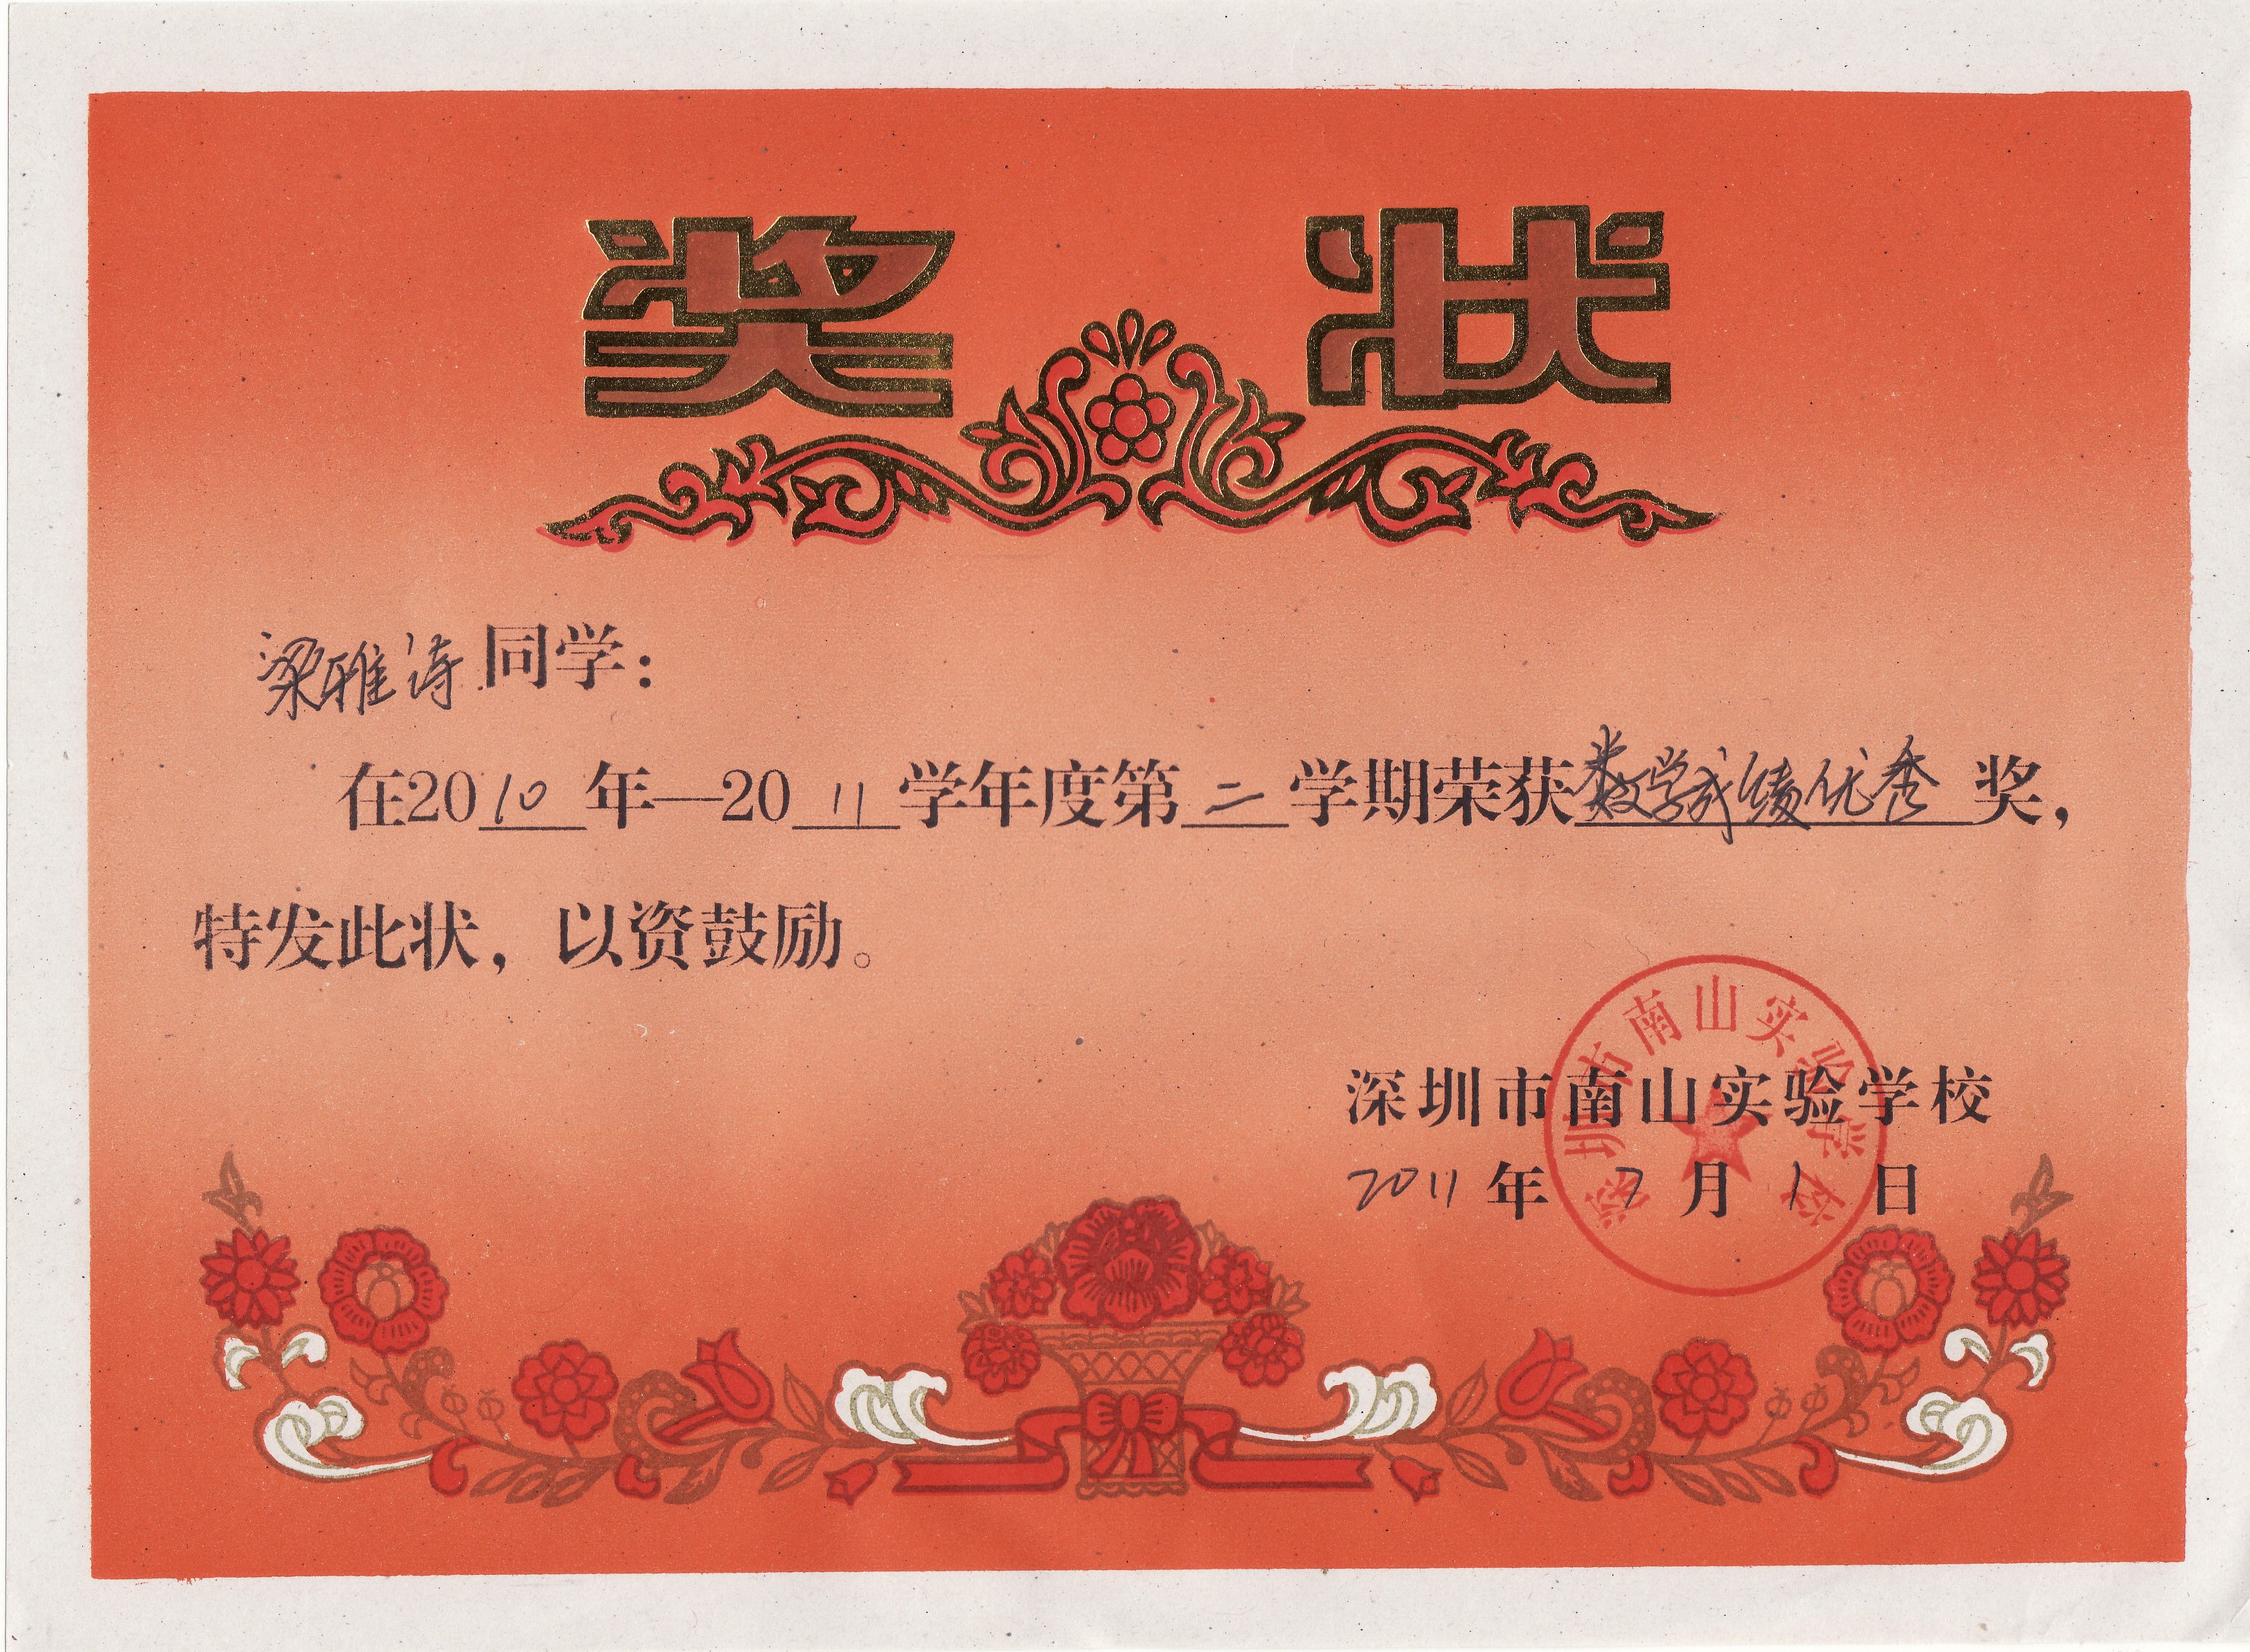 奖 状
梁雅诗同学：
在2010年—2011学年度第二学期荣获数学成绩优秀奖，
特发此状，以资鼓励。
深圳市南山实验学校
深圳市南山实验学校
2011年7月1日